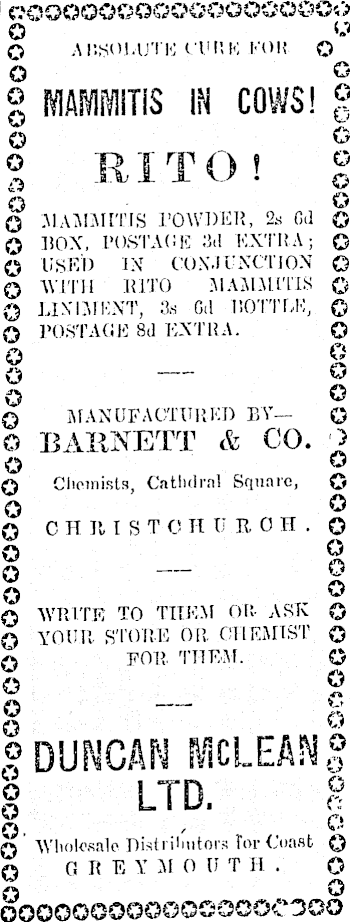 ABSOLUTE CURE FOR
MAMMITIS IN COWS!
RITO!
MAMMITIS POWDER, 2s 6d
BOX, POSTAGE 3d EXTRA;
USED IN CONJUNCTION
WITH RITO MAMMITIS
LINIMENT, 3s 6d BOTTLE,
POSTAGE 8d EXTRA.
MANUFACTURED BY—
BARNETT & CO.
Chemists, Cathdral Square,
CHRISTCHURCH.
WRITE TO THEM OR ASK
YOUR STORE OR CHEMIST
FOR THEM.
DUNCAN McLEAN
LTD.
Wholesale Distributors for Coast
GREYMOUTH.